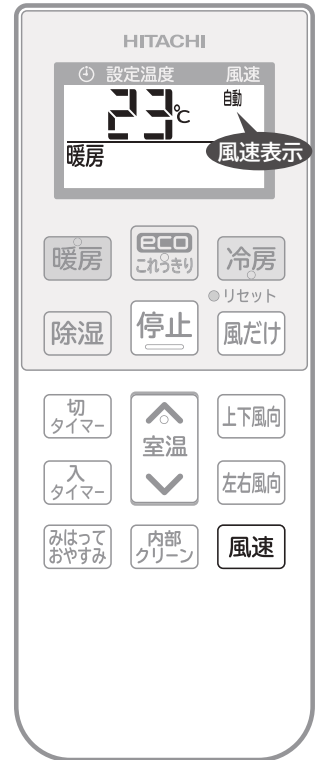 HITACHI
設定温度 風速
23℃ 自動
暖房 風速表示
暖房 eco これっきり 冷房
リセット
除湿 停止 風だけ
切タイマー 室温 上下風向
入タイマー 左右風向
みはっておやすみ 内部クリーン 風速